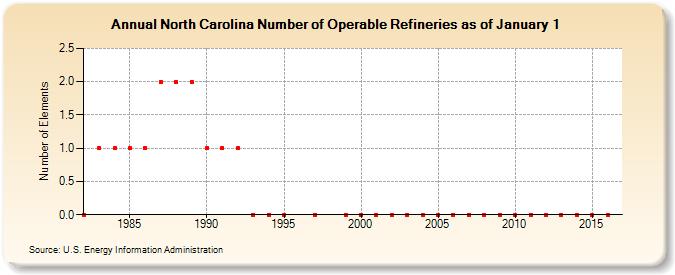 Annual North Carolina Number of Operable Refineries as of January 1
Number of Elements
2.5
2.0
1.5
1.0
0.5
0.0
1985 1990 1995 2000 2005 2010 2015
Source: U.S. Energy Information Administration